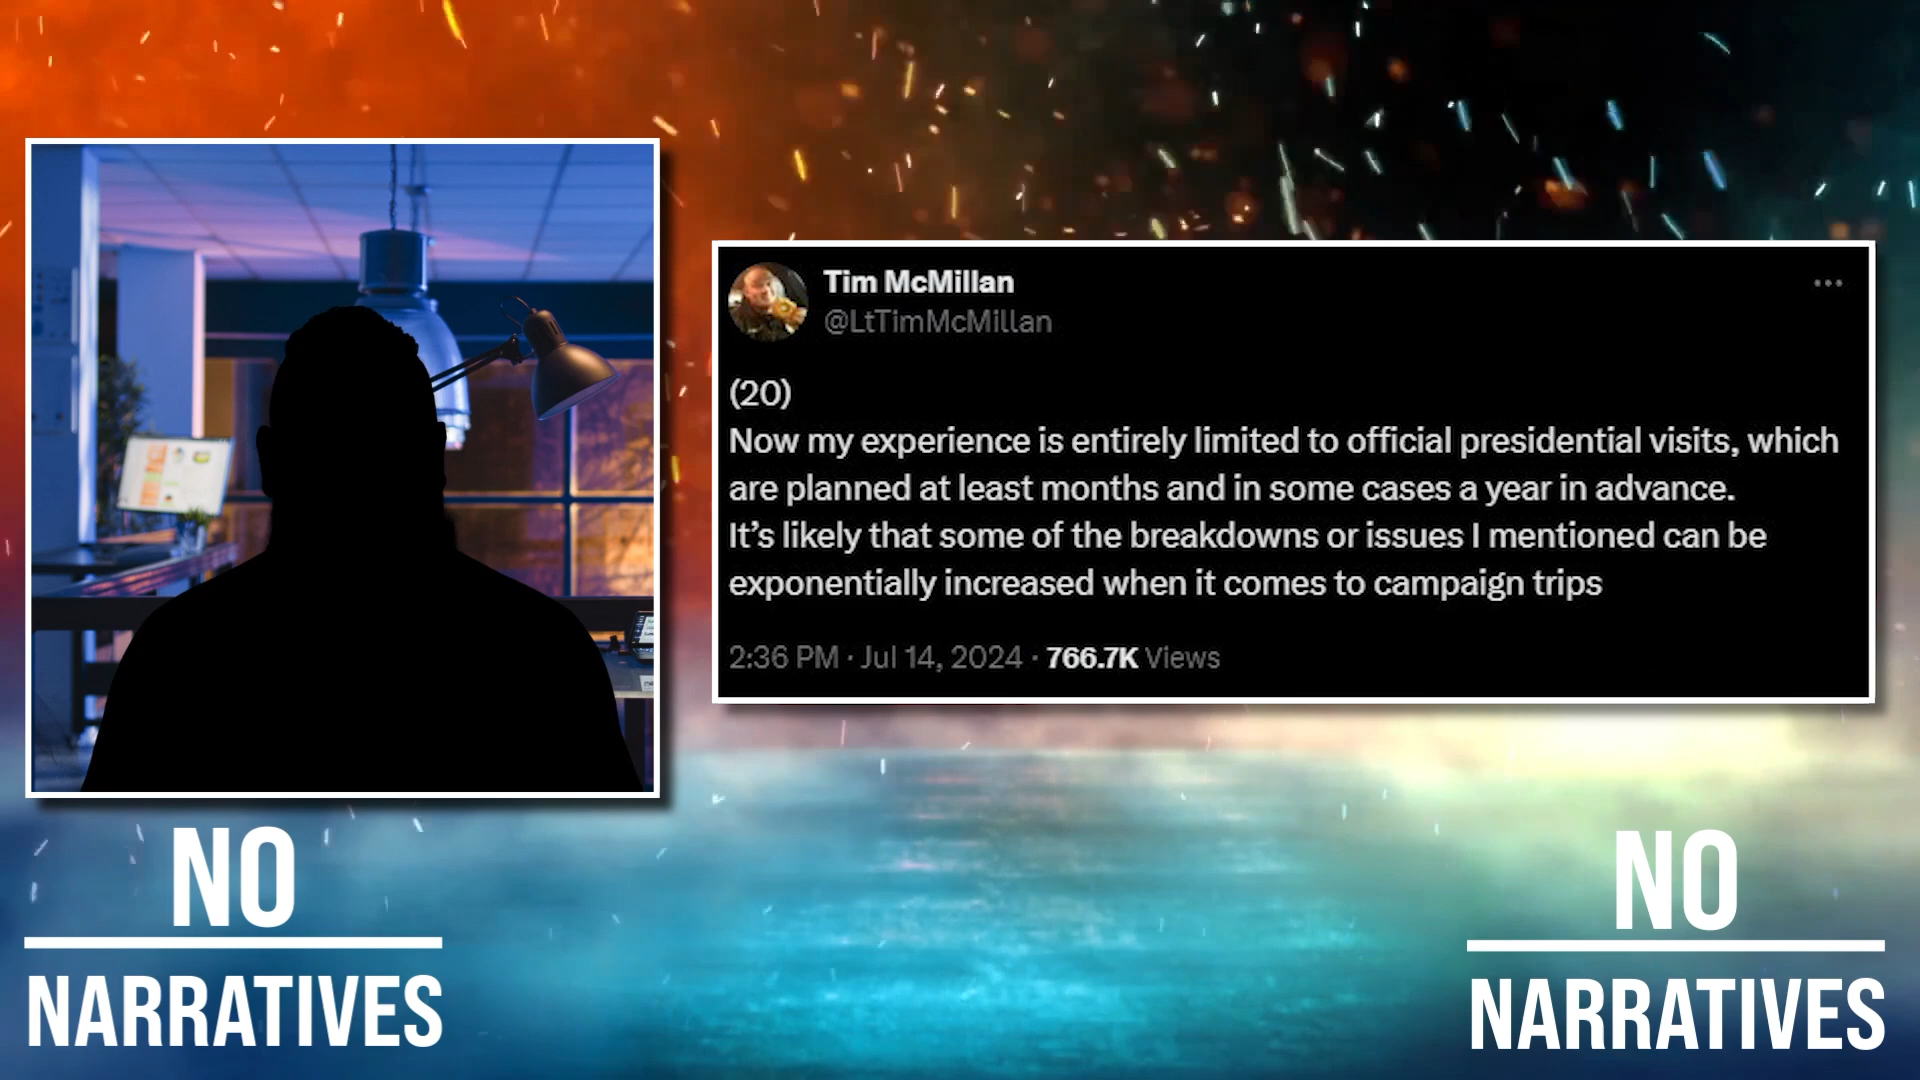 Tim McMillan
@LtTimMcMillan
(20)
Now my experience is entirely limited to official presidential visits, which
are planned at least months and in some cases a year in advance.
It’s likely that some of the breakdowns or issues I mentioned can be
exponentially increased when it comes to campaign trips
2:36 PM · Jul 14, 2024 · 766.7K Views
NO
NARRATIVES
NO
NARRATIVES